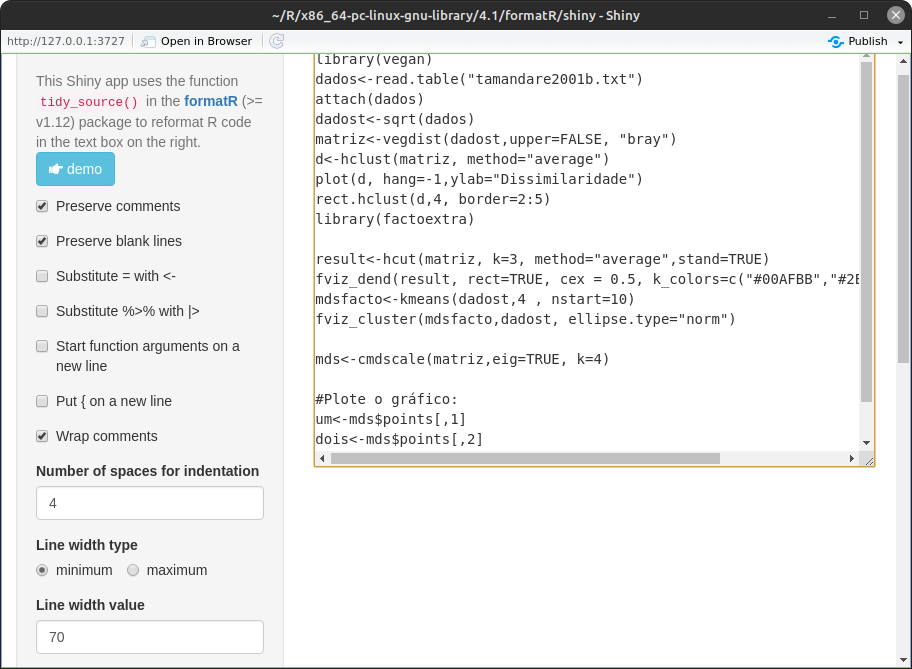 ~/R/x86_64-pc-linux-gnu-library/4.1/formatR/shiny - Shiny
http://127.0.0.1:3727 Open in Browser Publish
This Shiny app uses the function
tidy_source() in the formatR (>=
v1.12) package to reformat R code
in the text box on the right.
demo
Preserve comments
Preserve blank lines
Substitute = with <-
Substitute %>% with |>
Start function arguments on a
new line
Put { on a new line
Wrap comments
Number of spaces for indentation
4
Line width type
minimum maximum
Line width value
70
library(vegan)
dados<-read.table("tamandare2001b.txt")
attach(dados)
dadost<-sqrt(dados)
matriz<-vegdist(dadost,upper=FALSE, "bray")
d<-hclust(matriz, method="average")
plot(d, hang=-1,ylab="Dissimilaridade")
rect.hclust(d,4, border=2:5)
library(factoextra)
result<-hcut(matriz, k=3, method="average",stand=TRUE)
fviz_dend(result, rect=TRUE, cex = 0.5, k_colors=c("#00AFBB","#2E
mdsfacto<-kmeans(dadost,4 , nstart=10)
fviz_cluster(mdsfacto,dadost, ellipse.type="norm")
mds<-cmdscale(matriz,eig=TRUE, k=4)
#Plote o gráfico:
um<-mds$points[,1]
dois<-mds$points[,2]